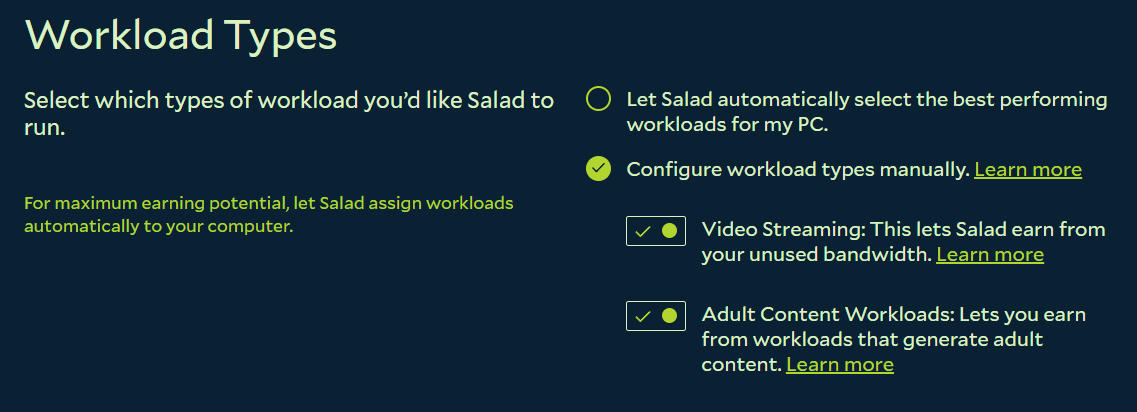 Workload Types
Select which types of workload you’d like Salad to
run.
For maximum earning potential, let Salad assign workloads
automatically to your computer.
Let Salad automatically select the best performing
workloads for my PC.
Configure workload types manually. Learn more
Video Streaming: This lets Salad earn from
your unused bandwidth. Learn more
Adult Content Workloads: Lets you earn
from workloads that generate adult
content. Learn more